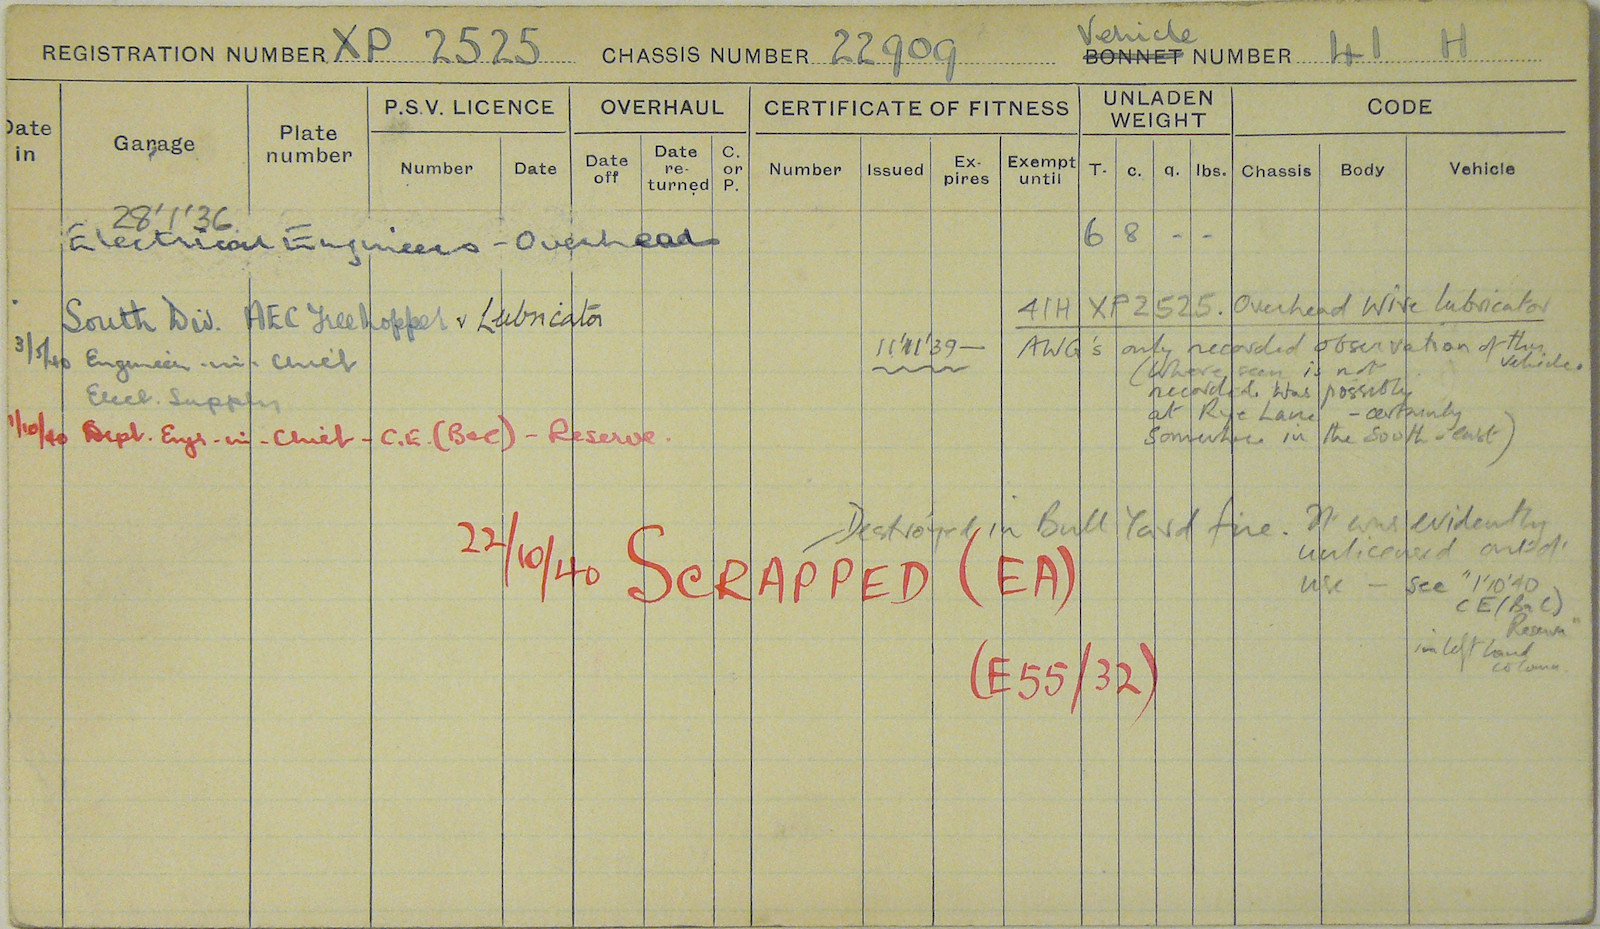 REGISTRATION NUMBER XP 2525 CHASSIS NUMBER 22909 Vehicle BONNET NUMBER 41 H
Date in Garage Plate number P.S.V. LICENCE OVERHAUL CERTIFICATE OF FITNESS UNLADEN WEIGHT CODE
Number Date Date off Date re-turned C. or P. Number Issued Ex-pires Exempt until T. c. q. lbs. Chassis Body Vehicle
28'1'36
Electrical Engineers - Overhead 6 8 - -
South Div. AEC Treelopper & Lubricator 41H XP2525. Overhead Wire lubricator
3/5/40 Engineer-in-Chief 11'11'39— AWG's only recorded observation of this vehicle.
(Where seen is not
Elect. Supply recorded. Was possibly
at Rye Lane - certainly
1/10/40 Dept. Engr-in-Chief - C.E.(B&C) - Reserve. somewhere in the South-east)
Destroyed in Bull Yard fire. It was evidently
22/10/40 SCRAPPED (EA) unlicensed out of
use — see "1'10'40
CE(B&C)
Reserve"
(E55/32) in left hand
column.